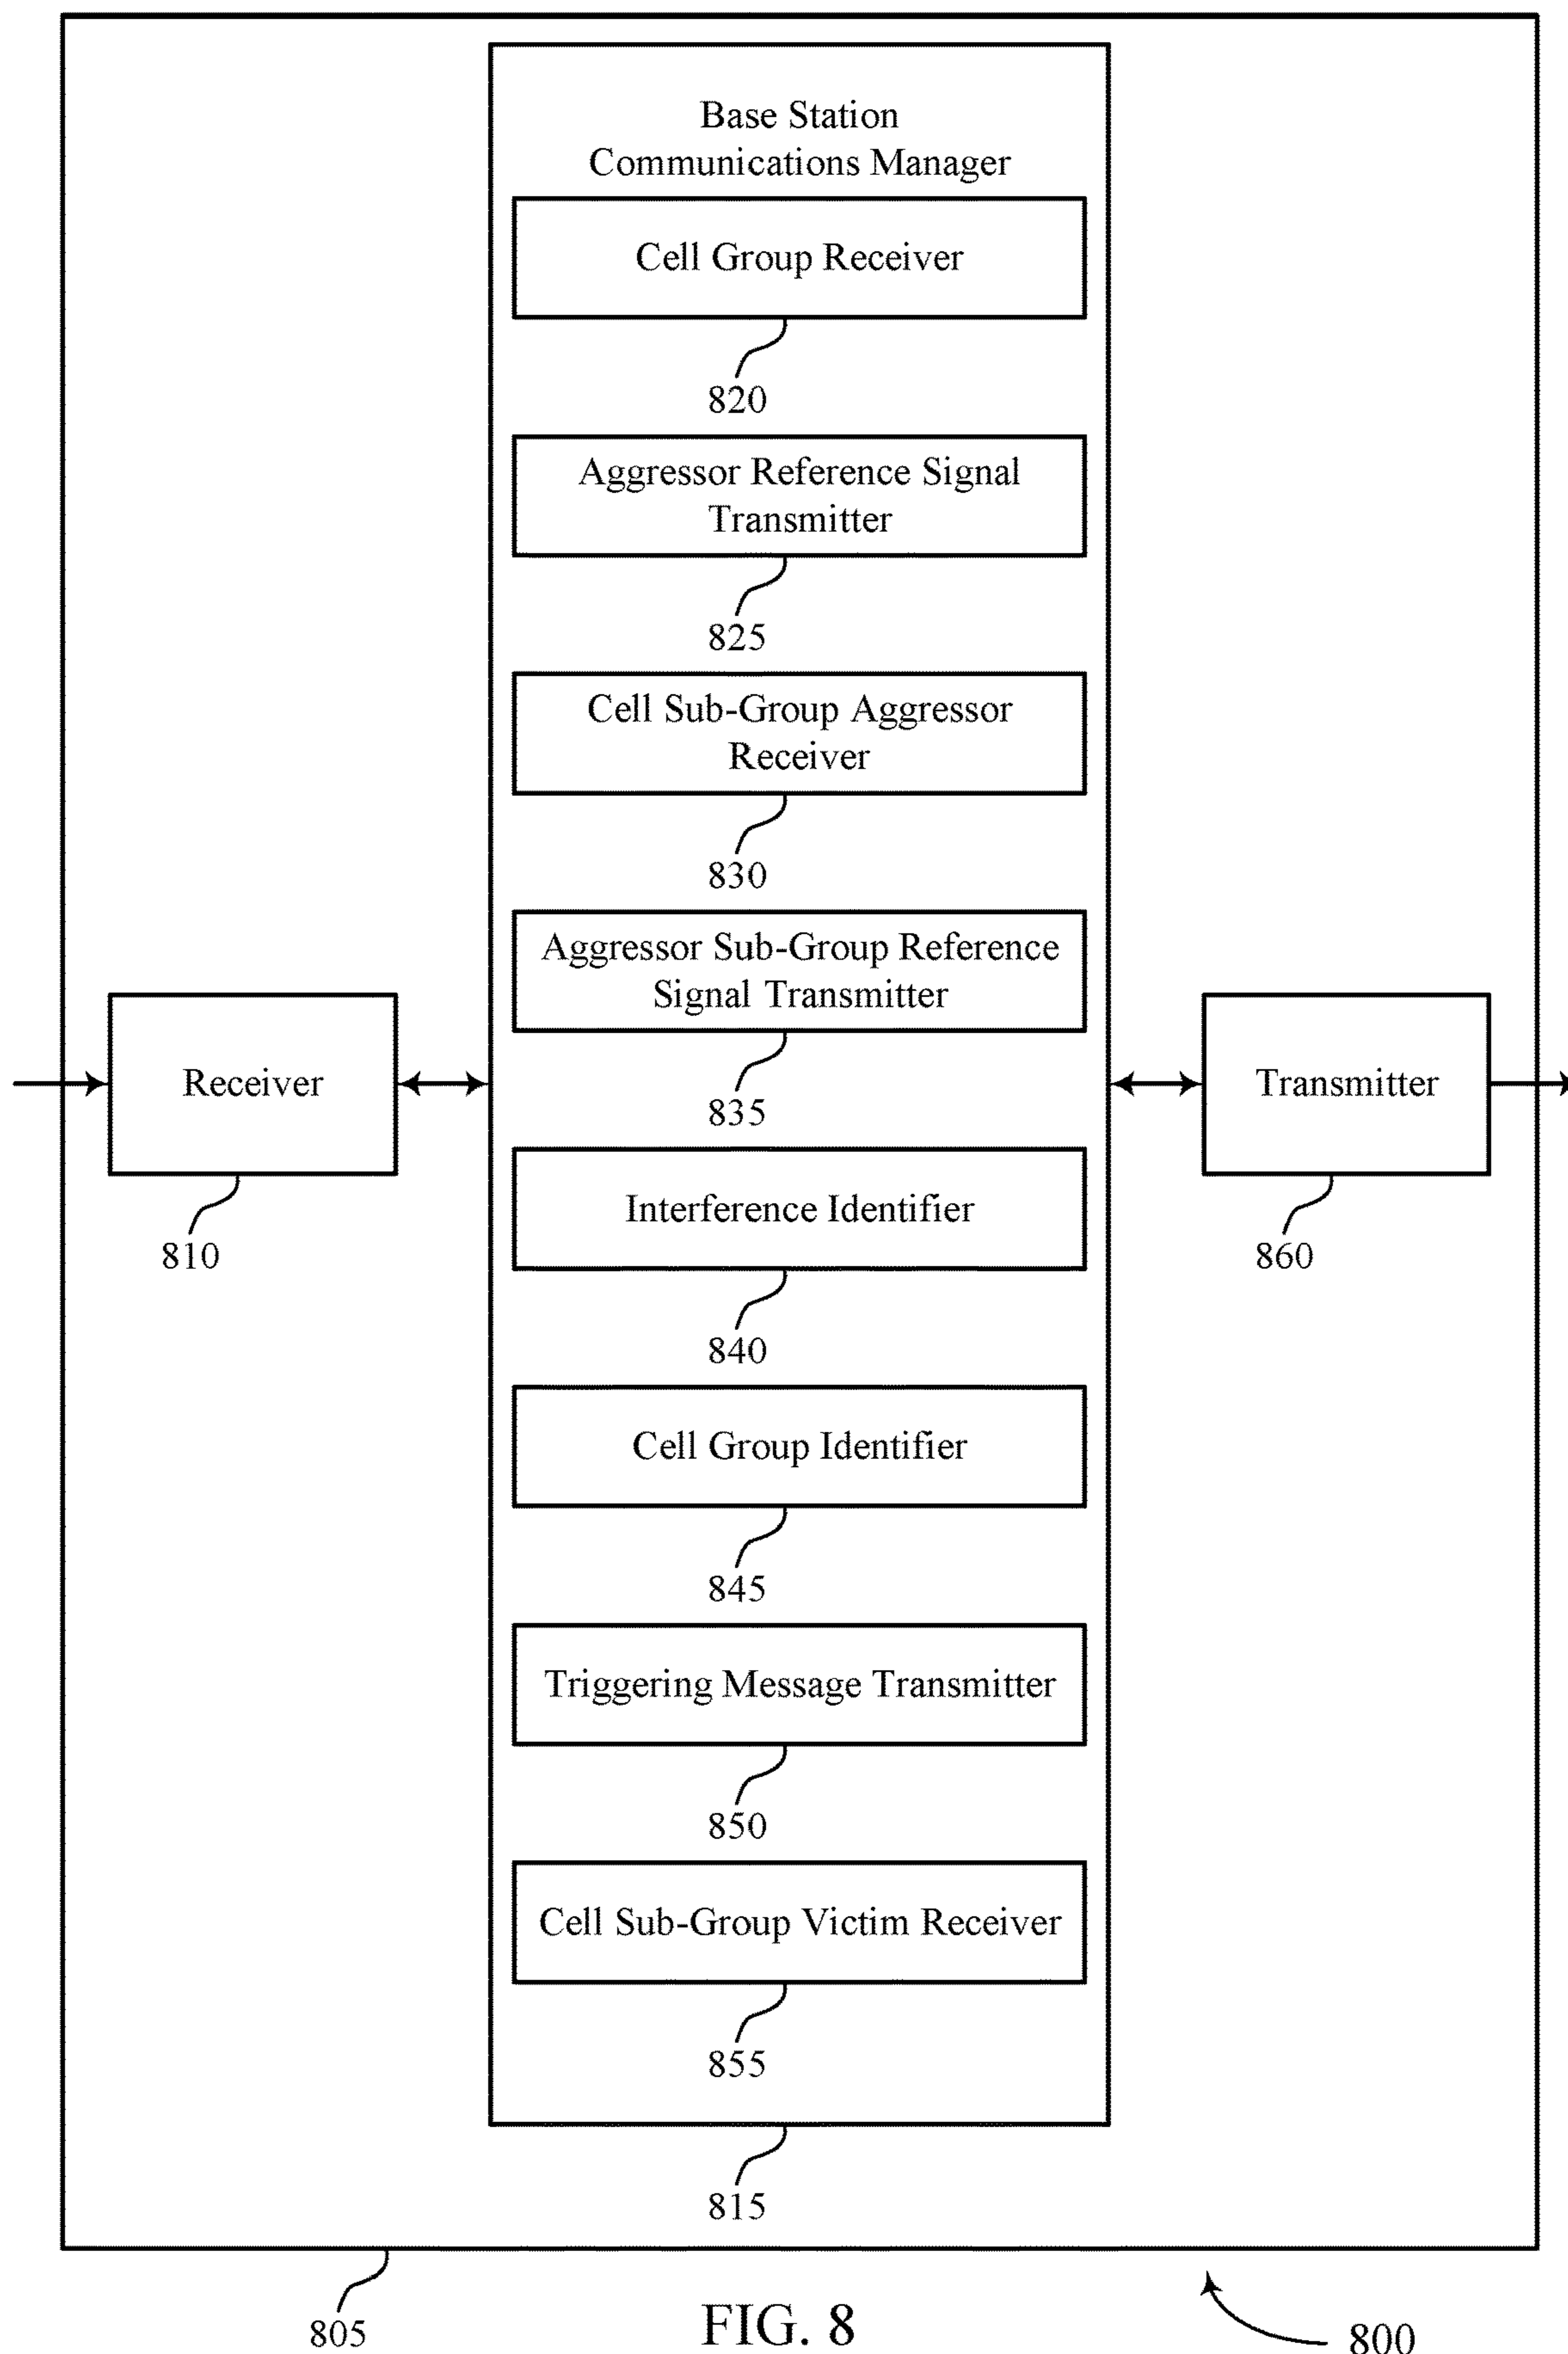 Base Station
Communications Manager
Cell Group Receiver
820
Aggressor Reference Signal
Transmitter
825
Cell Sub-Group Aggressor
Receiver
830
Aggressor Sub-Group Reference
Signal Transmitter
835
Receiver
810
Transmitter
860
Interference Identifier
840
Cell Group Identifier
845
Triggering Message Transmitter
850
Cell Sub-Group Victim Receiver
855
815
805
FIG. 8
800